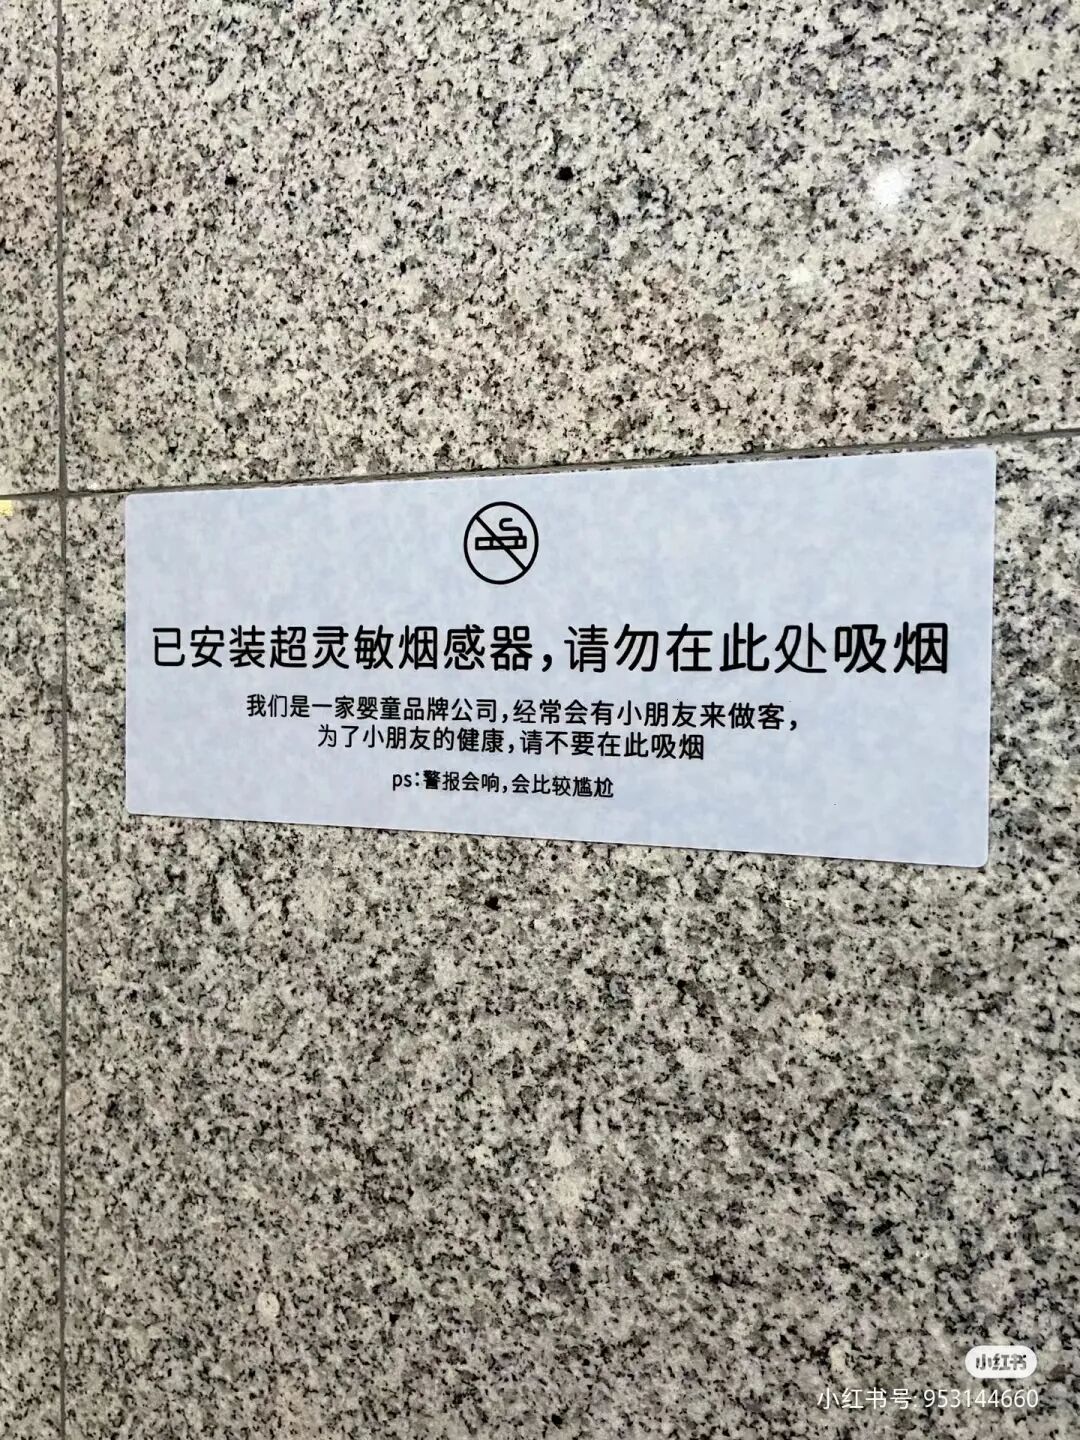 已安装超灵敏烟感器，请勿在此处吸烟
我们是一家婴童品牌公司，经常会有小朋友来做客，
为了小朋友的健康，请不要在此吸烟
ps：警报会响，会比较尴尬
小红书
小红书号: 953144660